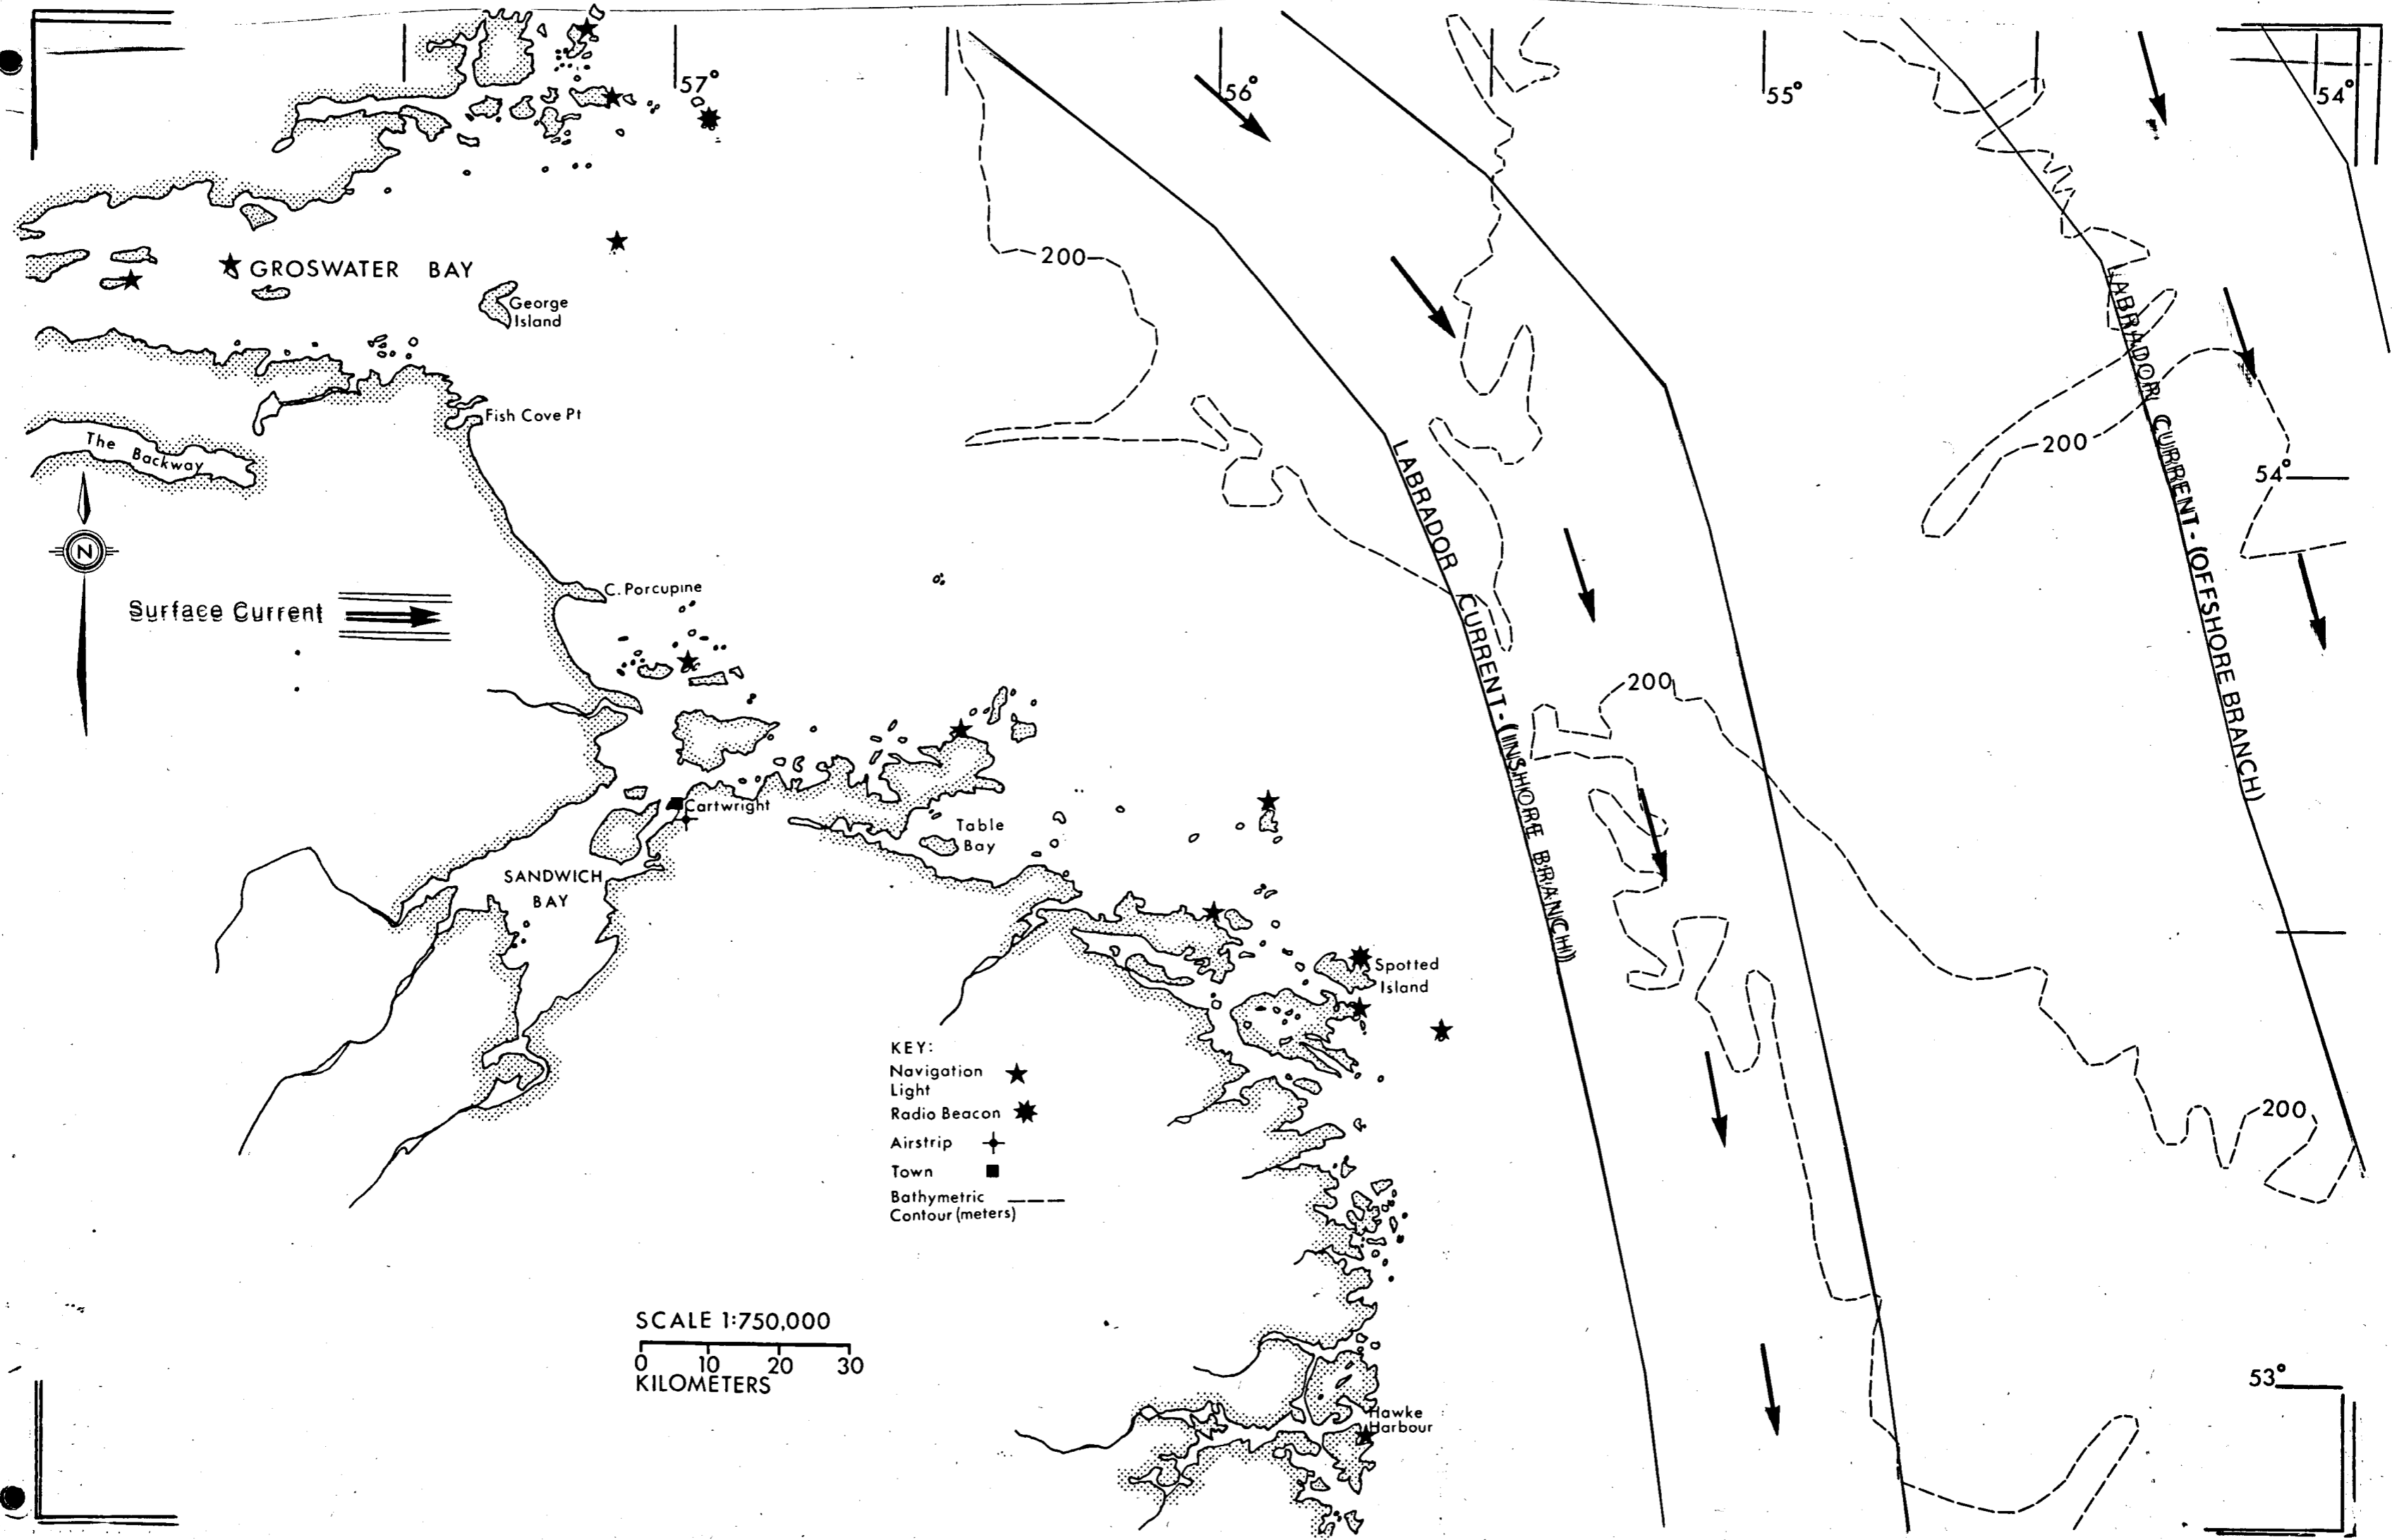 57°
56°
55°
54°
GROSWATER BAY
George
Island
200
Fish Cove Pt
The Backway
200
54°
N
LABRADOR CURRENT-(INSHORE BRANCH)
LABRADOR CURRENT-(OFFSHORE BRANCH)
C. Porcupine
Surface Current
200
Cartwright
Table
Bay
SANDWICH
BAY
Spotted
Island
KEY:
Navigation
Light
Radio Beacon
Airstrip
Town
Bathymetric
Contour (meters)
200
SCALE 1:750,000
0 10 20 30
KILOMETERS
53°
Hawke
Harbour